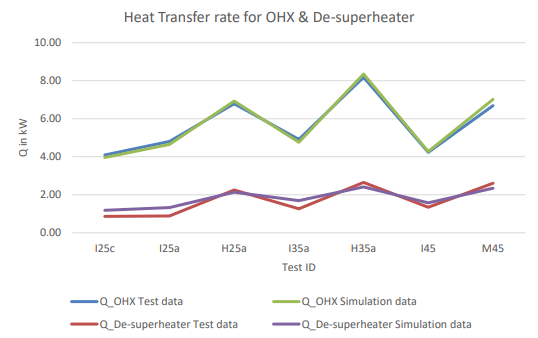 Heat Transfer rate for OHX & De-superheater
10.00
8.00
6.00
4.00
2.00
0.00
Q in kW
I25c I25a H25a I35a H35a I45 M45
Test ID
Q_OHX Test data Q_OHX Simulation data
Q_De-superheater Test data Q_De-superheater Simulation data